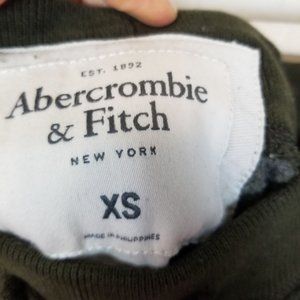 EST. 1892
Abercrombie
& Fitch
NEW YORK
XS
MADE IN PHILIPPINES